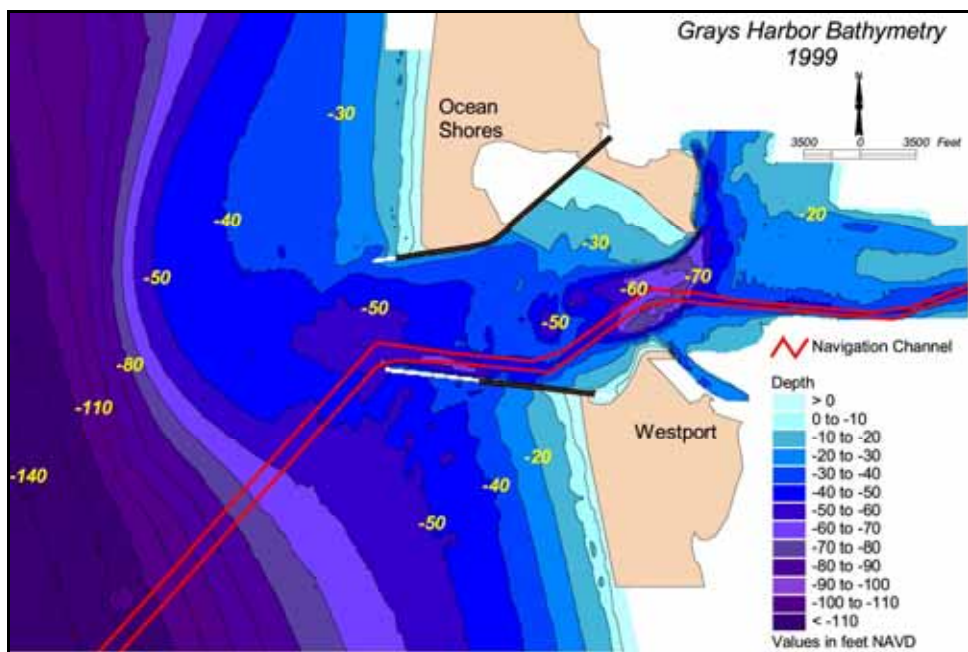 Grays Harbor Bathymetry
1999
N
3500 0 3500 Feet
Ocean
Shores
-30
-40
-50
-80
-110
-140
-30
-20
-70
-60
-50
-50
-20
-40
-50
Westport
Navigation Channel
Depth
> 0
0 to -10
-10 to -20
-20 to -30
-30 to -40
-40 to -50
-50 to -60
-60 to -70
-70 to -80
-80 to -90
-90 to -100
-100 to -110
< -110
Values in feet NAVD